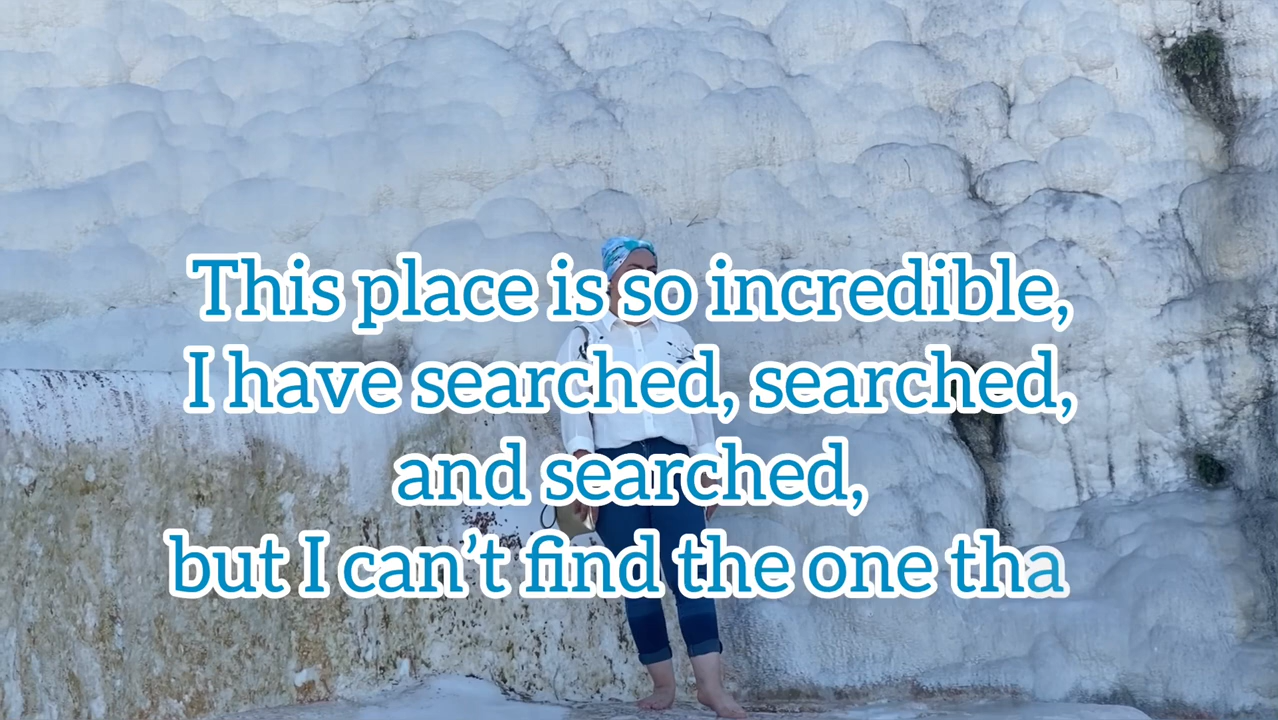 This place is so incredible,
I have searched, searched,
and searched,
but I can’t find the one tha